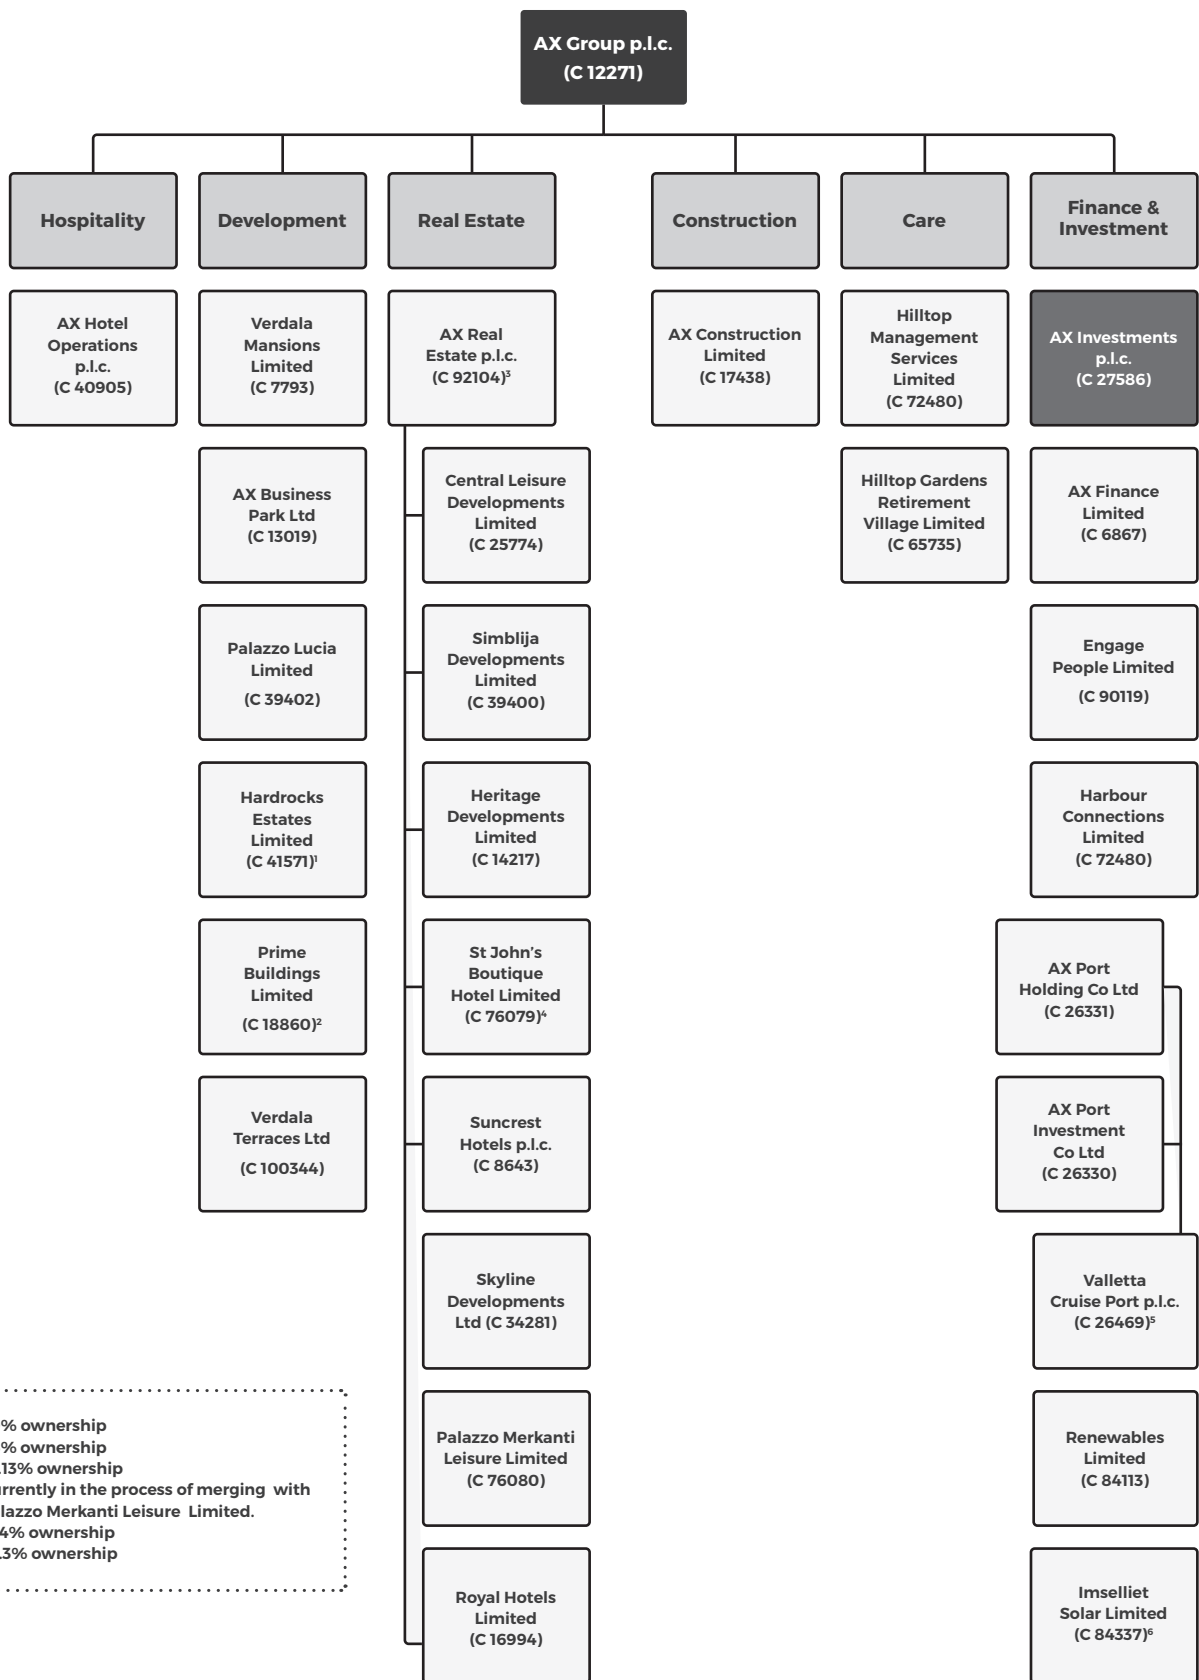 AX Group p.l.c.
(C 12271)
Hospitality
Development
Real Estate
Construction
Care
Finance &
Investment
AX Hotel
Operations
p.l.c.
(C 40905)
Verdala
Mansions
Limited
(C 7793)
AX Real
Estate p.l.c.
(C 92104)³
AX Construction
Limited
(C 17438)
Hilltop
Management
Services
Limited
(C 72480)
AX Investments
p.l.c.
(C 27586)
AX Business
Park Ltd
(C 13019)
Central Leisure
Developments
Limited
(C 25774)
Hilltop Gardens
Retirement
Village Limited
(C 65735)
AX Finance
Limited
(C 6867)
Palazzo Lucia
Limited
(C 39402)
Simblija
Developments
Limited
(C 39400)
Engage
People Limited
(C 90119)
Hardrocks
Estates
Limited
(C 41571)¹
Heritage
Developments
Limited
(C 14217)
Harbour
Connections
Limited
(C 72480)
Prime
Buildings
Limited
(C 18860)²
St John’s
Boutique
Hotel Limited
(C 76079)⁴
AX Port
Holding Co Ltd
(C 26331)
Verdala
Terraces Ltd
(C 100344)
Suncrest
Hotels p.l.c.
(C 8643)
AX Port
Investment
Co Ltd
(C 26330)
Skyline
Developments
Ltd (C 34281)
Valletta
Cruise Port p.l.c.
(C 26469)⁵
Palazzo Merkanti
Leisure Limited
(C 76080)
Renewables
Limited
(C 84113)
Royal Hotels
Limited
(C 16994)
Imselliet
Solar Limited
(C 84337)⁶
% ownership
% ownership
.13% ownership
in the process of merging with
Merkanti Leisure Limited.
4% ownership
.3% ownership